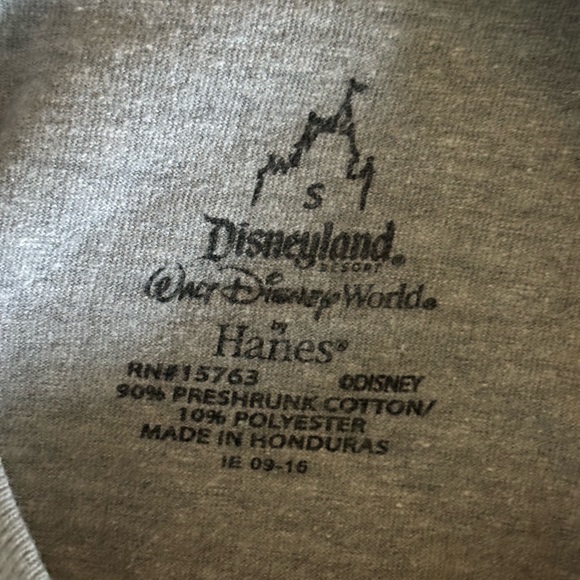 S
Disneyland®
RESORT
Walt Disney World®
by
Hanes®
RN#15763 ©DISNEY
90% PRESHRUNK COTTON/
10% POLYESTER
MADE IN HONDURAS
IE 09-16